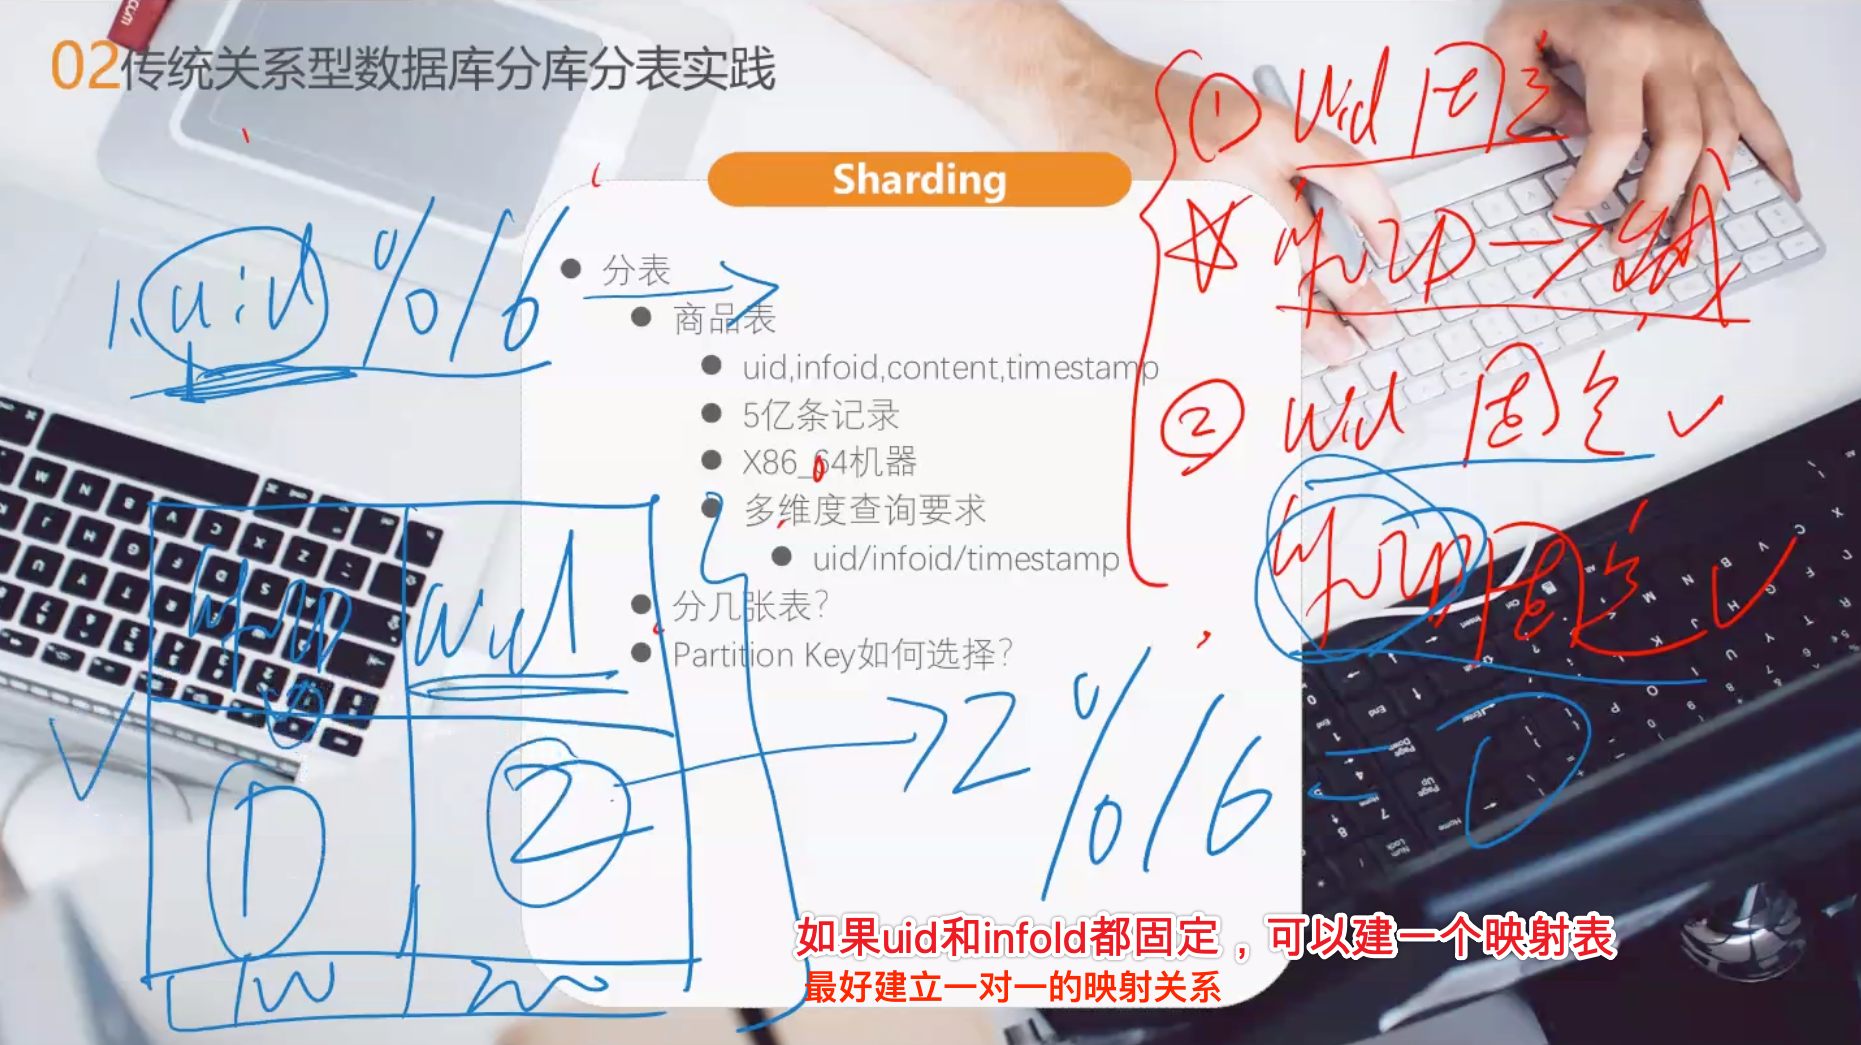 02传统关系型数据库分库分表实践
Sharding
分表
商品表
uid,infoid,content,timestamp
5亿条记录
X86_64机器
多维度查询要求
uid/infoid/timestamp
分几张表?
Partition Key如何选择?
1. uid % 16
① uid 固定
② uid 固定
uid
1
2
2 % 16 =
如果uid和infoId都固定，可以建一个映射表
最好建立一对一的映射关系